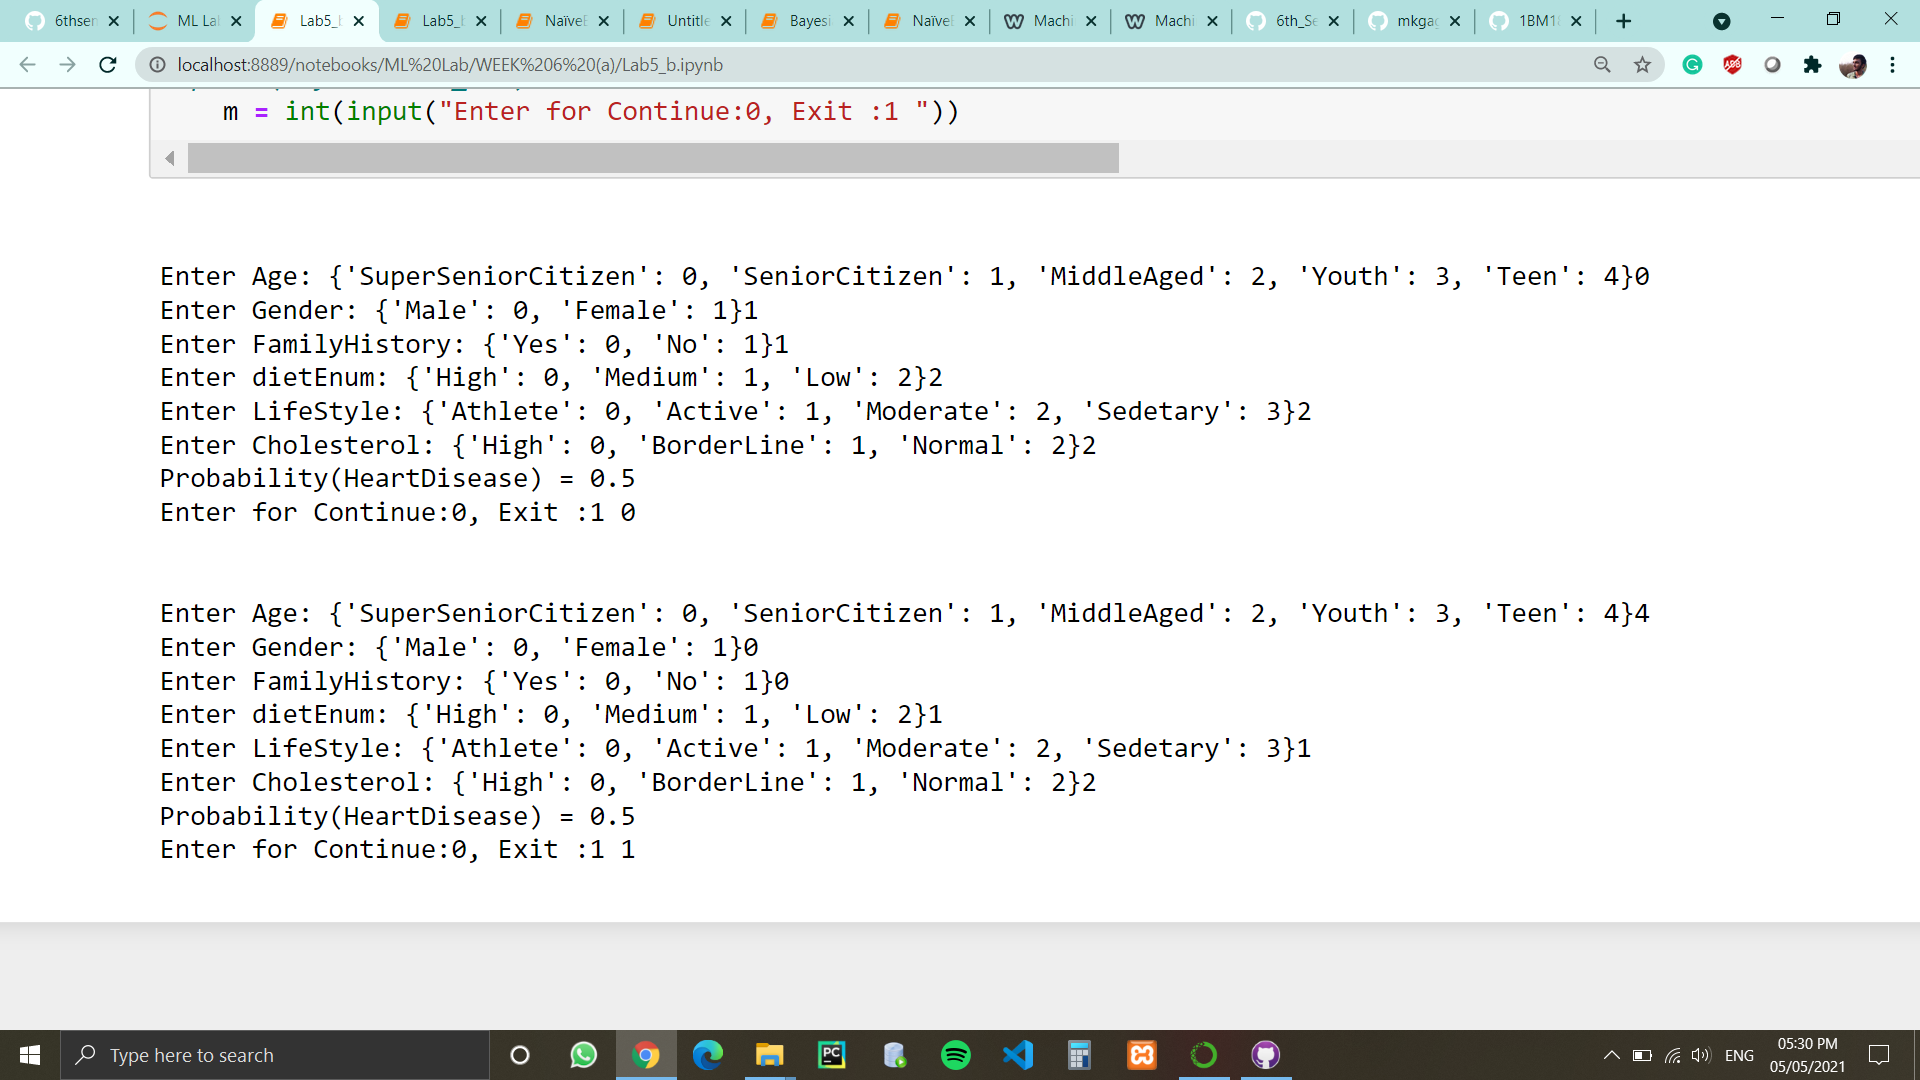 6thsen
ML La
Lab5_b
Lab5_b
NaïveB
Untitle
Bayesi
NaïveB
Machi
Machi
6th_Se
mkgag
1BM18
localhost:8889/notebooks/ML%20Lab/WEEK%206%20(a)/Lab5_b.ipynb
m = int(input("Enter for Continue:0, Exit :1 "))
Enter Age: {'SuperSeniorCitizen': 0, 'SeniorCitizen': 1, 'MiddleAged': 2, 'Youth': 3, 'Teen': 4}0
Enter Gender: {'Male': 0, 'Female': 1}1
Enter FamilyHistory: {'Yes': 0, 'No': 1}1
Enter dietEnum: {'High': 0, 'Medium': 1, 'Low': 2}2
Enter LifeStyle: {'Athlete': 0, 'Active': 1, 'Moderate': 2, 'Sedetary': 3}2
Enter Cholesterol: {'High': 0, 'BorderLine': 1, 'Normal': 2}2
Probability(HeartDisease) = 0.5
Enter for Continue:0, Exit :1 0
Enter Age: {'SuperSeniorCitizen': 0, 'SeniorCitizen': 1, 'MiddleAged': 2, 'Youth': 3, 'Teen': 4}4
Enter Gender: {'Male': 0, 'Female': 1}0
Enter FamilyHistory: {'Yes': 0, 'No': 1}0
Enter dietEnum: {'High': 0, 'Medium': 1, 'Low': 2}1
Enter LifeStyle: {'Athlete': 0, 'Active': 1, 'Moderate': 2, 'Sedetary': 3}1
Enter Cholesterol: {'High': 0, 'BorderLine': 1, 'Normal': 2}2
Probability(HeartDisease) = 0.5
Enter for Continue:0, Exit :1 1
Type here to search
ENG
05:30 PM
05/05/2021